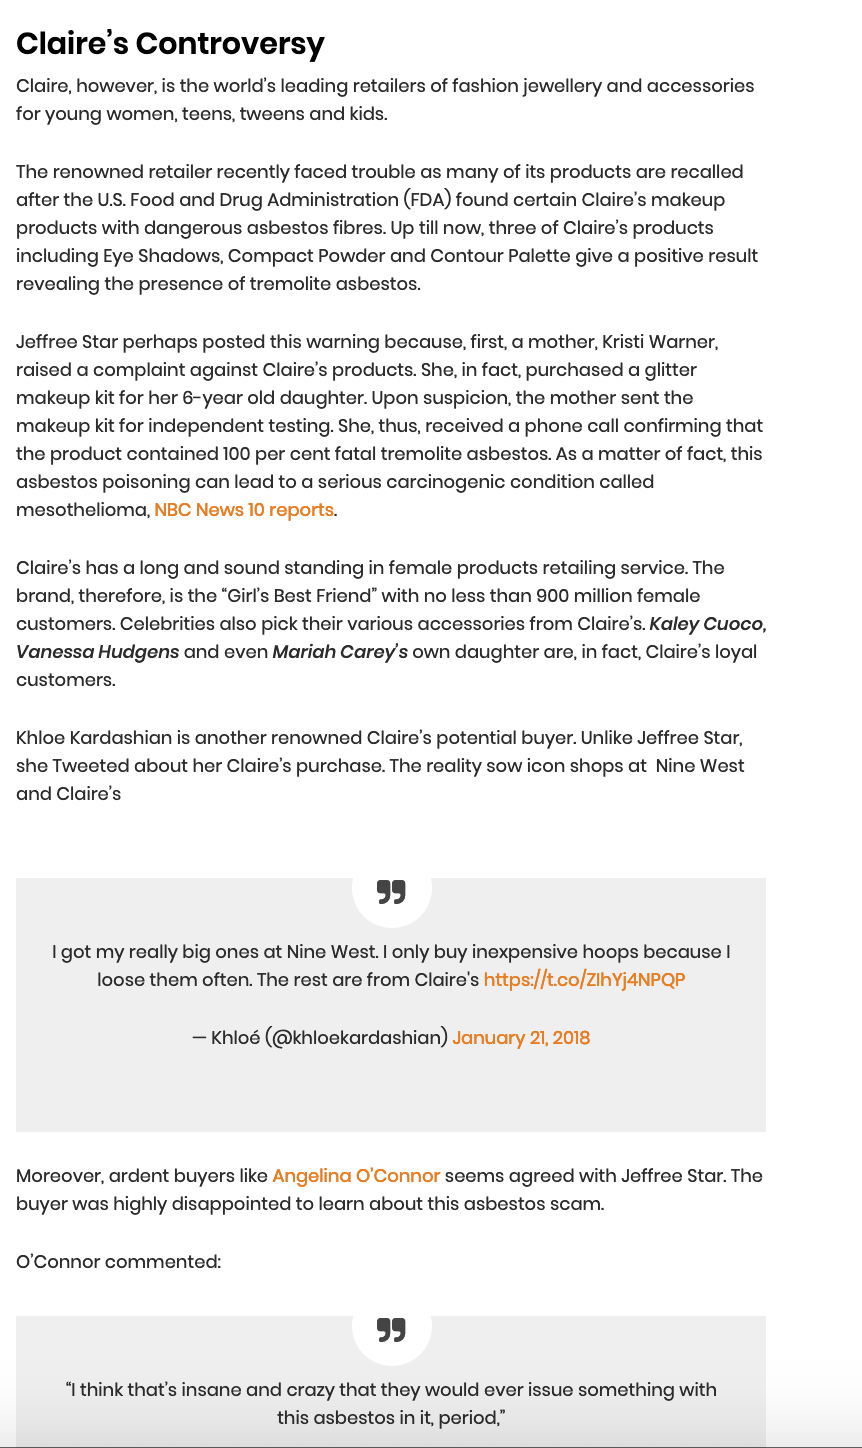 Claire’s Controversy
Claire, however, is the world’s leading retailers of fashion jewellery and accessories
for young women, teens, tweens and kids.
The renowned retailer recently faced trouble as many of its products are recalled
after the U.S. Food and Drug Administration (FDA) found certain Claire’s makeup
products with dangerous asbestos fibres. Up till now, three of Claire’s products
including Eye Shadows, Compact Powder and Contour Palette give a positive result
revealing the presence of tremolite asbestos.
Jeffree Star perhaps posted this warning because, first, a mother, Kristi Warner,
raised a complaint against Claire’s products. She, in fact, purchased a glitter
makeup kit for her 6-year old daughter. Upon suspicion, the mother sent the
makeup kit for independent testing. She, thus, received a phone call confirming that
the product contained 100 per cent fatal tremolite asbestos. As a matter of fact, this
asbestos poisoning can lead to a serious carcinogenic condition called
mesothelioma, NBC News 10 reports.
Claire’s has a long and sound standing in female products retailing service. The
brand, therefore, is the “Girl’s Best Friend” with no less than 900 million female
customers. Celebrities also pick their various accessories from Claire’s. Kaley Cuoco,
Vanessa Hudgens and even Mariah Carey’s own daughter are, in fact, Claire’s loyal
customers.
Khloe Kardashian is another renowned Claire’s potential buyer. Unlike Jeffree Star,
she Tweeted about her Claire’s purchase. The reality sow icon shops at  Nine West
and Claire’s
I got my really big ones at Nine West. I only buy inexpensive hoops because I
loose them often. The rest are from Claire's https://t.co/ZIhYj4NPQP
— Khloé (@khloekardashian) January 21, 2018
Moreover, ardent buyers like Angelina O’Connor seems agreed with Jeffree Star. The
buyer was highly disappointed to learn about this asbestos scam.
O’Connor commented:
“I think that’s insane and crazy that they would ever issue something with
this asbestos in it, period,”